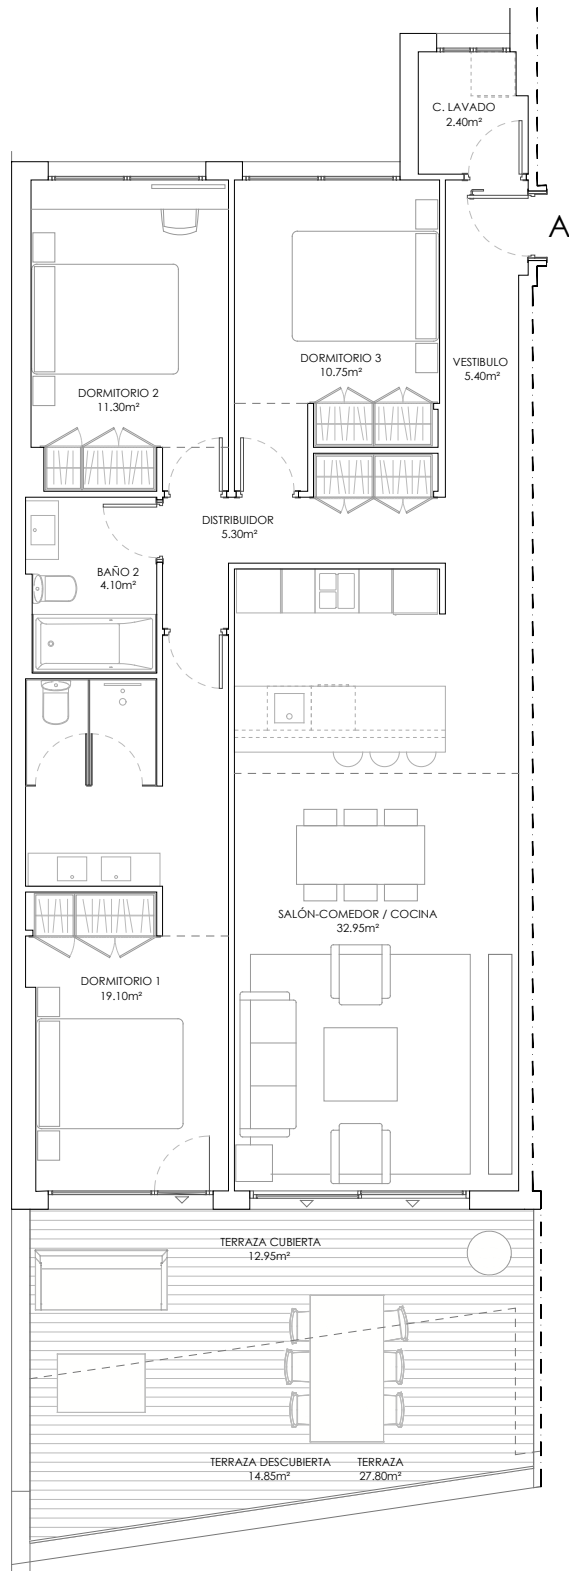 C. LAVADO
2.40m²
A
DORMITORIO 3
10.75m²
VESTIBULO
5.40m²
DORMITORIO 2
11.30m²
DISTRIBUIDOR
5.30m²
BAÑO 2
4.10m²
SALÓN-COMEDOR / COCINA
32.95m²
DORMITORIO 1
19.10m²
TERRAZA CUBIERTA
12.95m²
TERRAZA DESCUBIERTA
14.85m²
TERRAZA
27.80m²